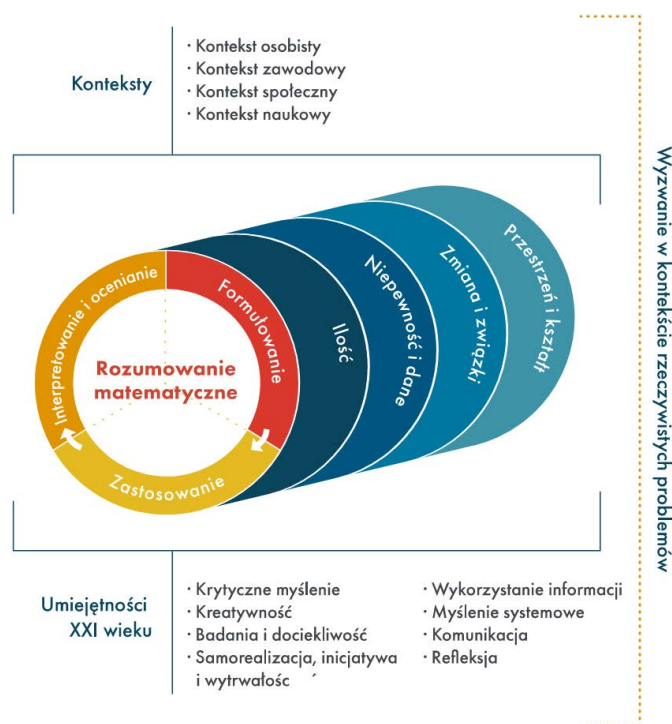 Konteksty
· Kontekst osobisty
· Kontekst zawodowy
· Kontekst społeczny
· Kontekst naukowy
Wyzwanie w kontekście rzeczywistych problemów
Interpretowanie i ocenianie
Formułowanie
Zastosowanie
Rozumowanie
matematyczne
Ilość
Niepewność i dane
Zmiana i związki
Przestrzeń i kształt
Umiejętności
XXI wieku
· Krytyczne myślenie
· Kreatywność
· Badania i dociekliwość
· Samorealizacja, inicjatywa
i wytrwałośc ´
· Wykorzystanie informacji
· Myślenie systemowe
· Komunikacja
· Refleksja